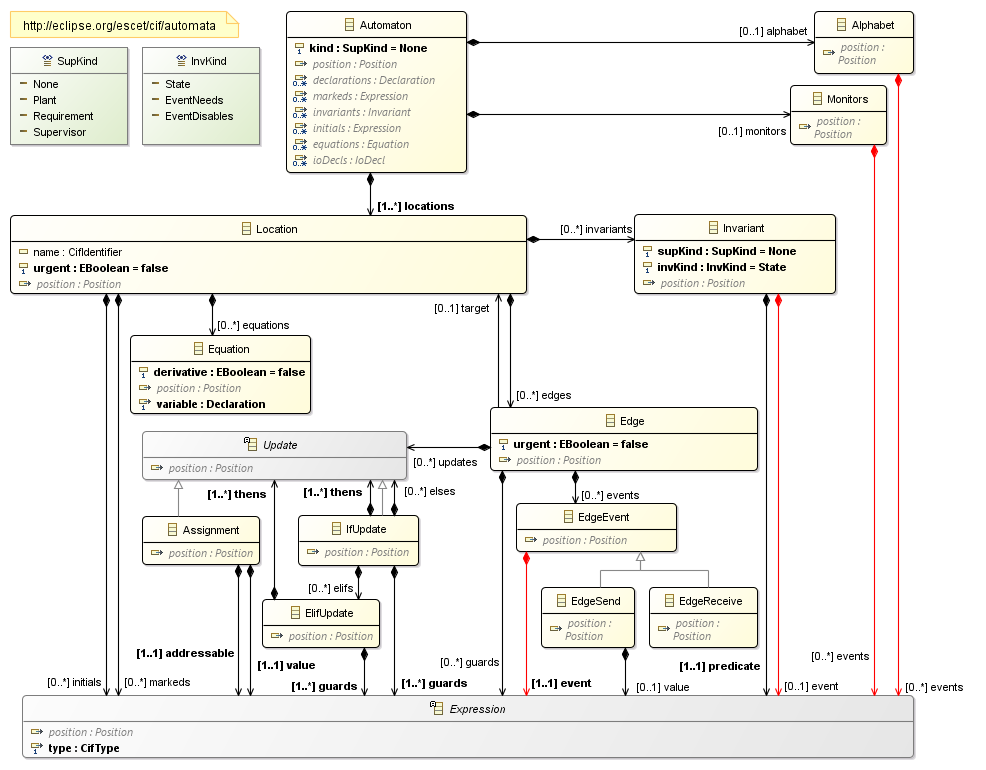 http://eclipse.org/escet/cif/automata
SupKind
None
Plant
Requirement
Supervisor
InvKind
State
EventNeeds
EventDisables
Automaton
kind : SupKind = None
position : Position
0..* declarations : Declaration
0..* markeds : Expression
0..* invariants : Invariant
0..* initials : Expression
0..* equations : Equation
0..* ioDecls : IoDecl
[0..1] alphabet
Alphabet
position :
Position
[0..1] monitors
Monitors
position :
Position
[1..*] locations
Location
name : CifIdentifier
urgent : EBoolean = false
position : Position
[0..*] invariants
Invariant
supKind : SupKind = None
invKind : InvKind = State
position : Position
[0..1] target
[0..*] equations
Equation
derivative : EBoolean = false
position : Position
variable : Declaration
[0..*] edges
Edge
urgent : EBoolean = false
position : Position
[0..*] updates
Update
position : Position
[1..*] thens
[1..*] thens
[0..*] elses
[0..*] events
Assignment
position : Position
IfUpdate
position : Position
EdgeEvent
position : Position
[0..*] elifs
ElifUpdate
position : Position
EdgeSend
position :
Position
EdgeReceive
position :
Position
[1..1] addressable
[1..1] value
[0..*] initials
[0..*] markeds
[1..*] guards
[1..*] guards
[0..*] guards
[1..1] event
[0..1] value
[1..1] predicate
[0..1] event
[0..*] events
[0..*] events
Expression
position : Position
type : CifType